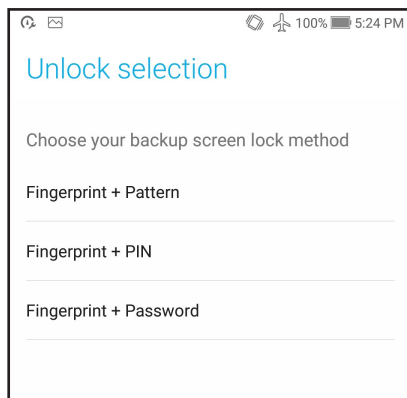 100% 5:24 PM
Unlock selection
Choose your backup screen lock method
Fingerprint + Pattern
Fingerprint + PIN
Fingerprint + Password